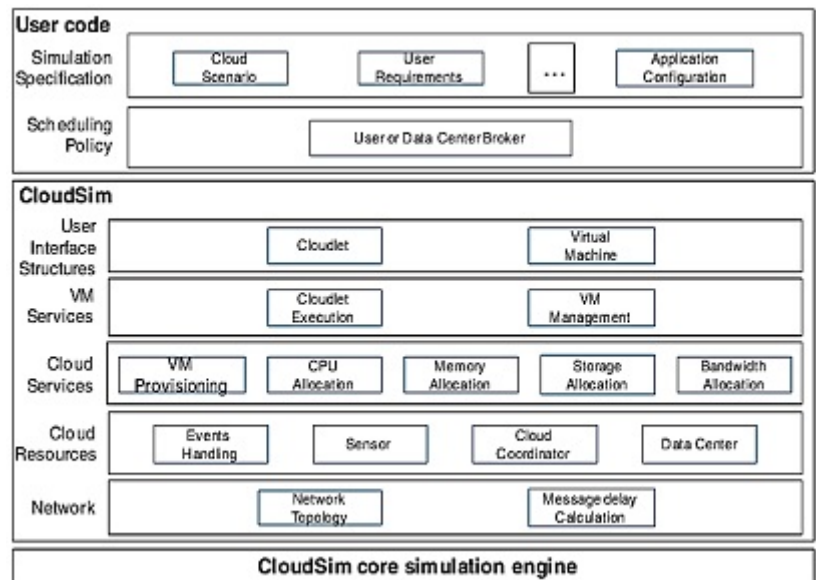 User code
Simulation
Specification
Cloud
Scenario
User
Requirements
...
Application
Configuration
Scheduling
Policy
User or Data Center Broker
CloudSim
User
Interface
Structures
Cloudlet
Virtual
Machine
VM
Services
Cloudlet
Execution
VM
Management
Cloud
Services
VM
Provisioning
CPU
Allocation
Memory
Allocation
Storage
Allocation
Bandwidth
Allocation
Cloud
Resources
Events
Handling
Sensor
Cloud
Coordinator
Data Center
Network
Network
Topology
Message delay
Calculation
CloudSim core simulation engine